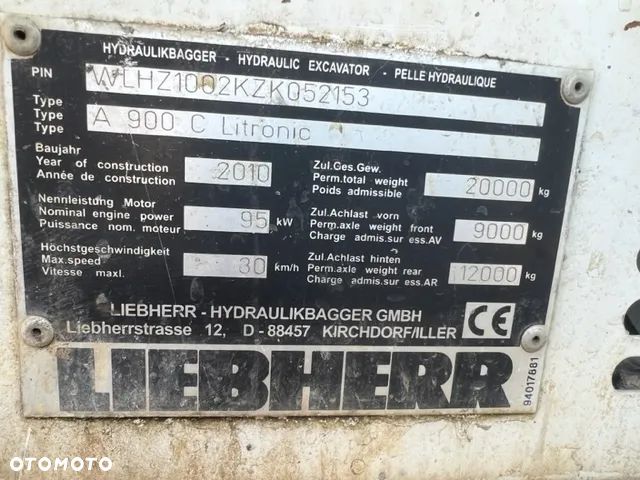 HYDRAULIKBAGGER - HYDRAULIC EXCAVATOR - PELLE HYDRAULIQUE
PIN WLHZ1002KZK052153
Type
Type A 900 C Litronic
Type
Baujahr
Year of construction 2010
Année de construction
Zul.Ges.Gew.
Perm.total weight 20000 kg
Poids admissible
Nennleistung Motor
Nominal engine power 95 kW
Puissance nom. moteur
Zul.Achlast vorn
Perm.axle weight front 9000 kg
Charge admis.sur ess.AV
Höchstgeschwindigkeit
Max.speed 30 km/h
Vitesse maxl.
Zul.Achlast hinten
Perm.axle weight rear 12000 kg
Charge admis.sur ess.AR
LIEBHERR - HYDRAULIKBAGGER GMBH
Liebherrstrasse 12, D - 88457 KIRCHDORF/ILLER
CE
LIEBHERR
94017681
OTOMOTO